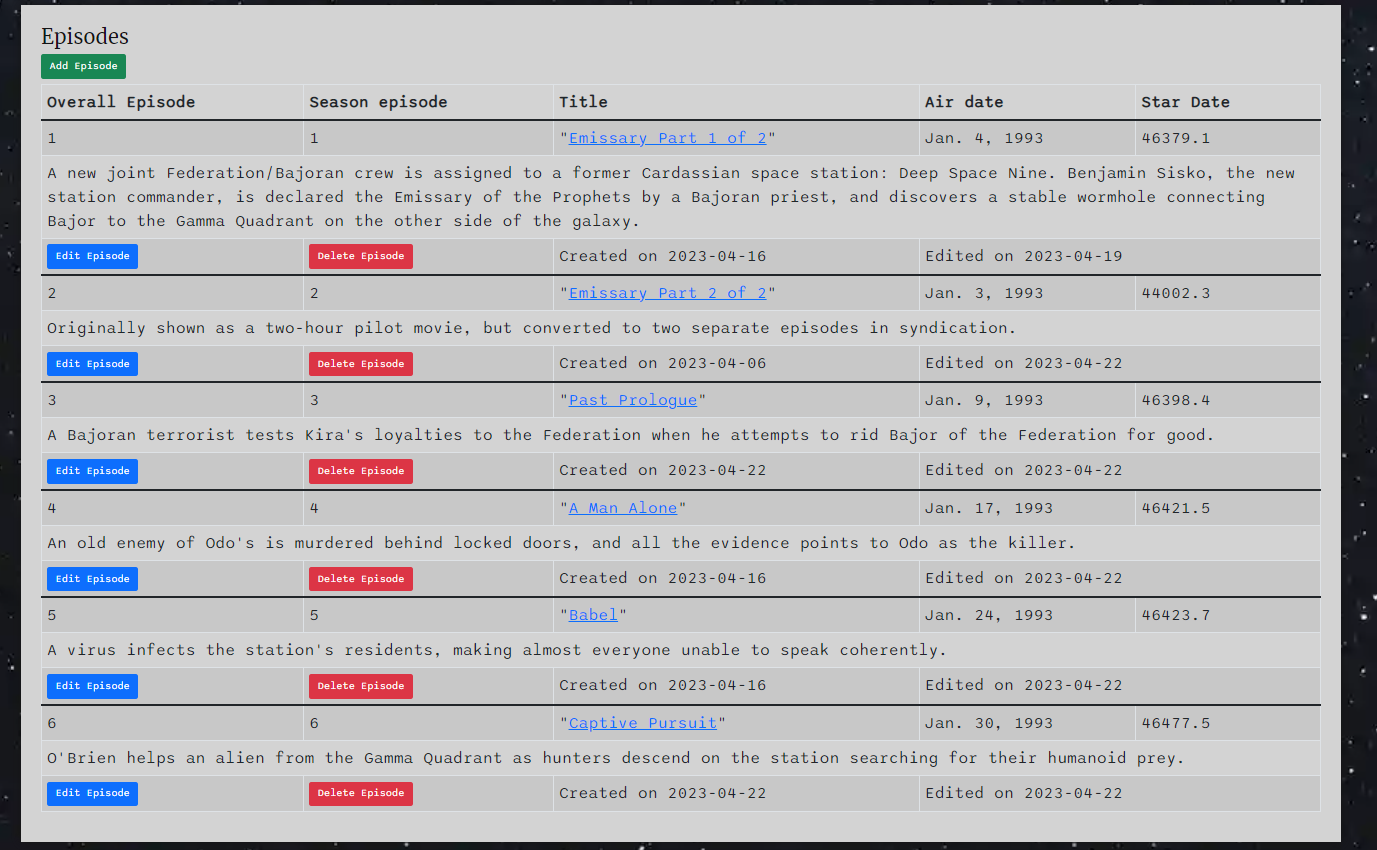 Episodes
Add Episode
Overall Episode Season episode Title Air date Star Date
1 1 "Emissary Part 1 of 2" Jan. 4, 1993 46379.1
A new joint Federation/Bajoran crew is assigned to a former Cardassian space station: Deep Space Nine. Benjamin Sisko, the new
station commander, is declared the Emissary of the Prophets by a Bajoran priest, and discovers a stable wormhole connecting
Bajor to the Gamma Quadrant on the other side of the galaxy.
Edit Episode Delete Episode Created on 2023-04-16 Edited on 2023-04-19
2 2 "Emissary Part 2 of 2" Jan. 3, 1993 44002.3
Originally shown as a two-hour pilot movie, but converted to two separate episodes in syndication.
Edit Episode Delete Episode Created on 2023-04-06 Edited on 2023-04-22
3 3 "Past Prologue" Jan. 9, 1993 46398.4
A Bajoran terrorist tests Kira's loyalties to the Federation when he attempts to rid Bajor of the Federation for good.
Edit Episode Delete Episode Created on 2023-04-22 Edited on 2023-04-22
4 4 "A Man Alone" Jan. 17, 1993 46421.5
An old enemy of Odo's is murdered behind locked doors, and all the evidence points to Odo as the killer.
Edit Episode Delete Episode Created on 2023-04-16 Edited on 2023-04-22
5 5 "Babel" Jan. 24, 1993 46423.7
A virus infects the station's residents, making almost everyone unable to speak coherently.
Edit Episode Delete Episode Created on 2023-04-16 Edited on 2023-04-22
6 6 "Captive Pursuit" Jan. 30, 1993 46477.5
O'Brien helps an alien from the Gamma Quadrant as hunters descend on the station searching for their humanoid prey.
Edit Episode Delete Episode Created on 2023-04-22 Edited on 2023-04-22